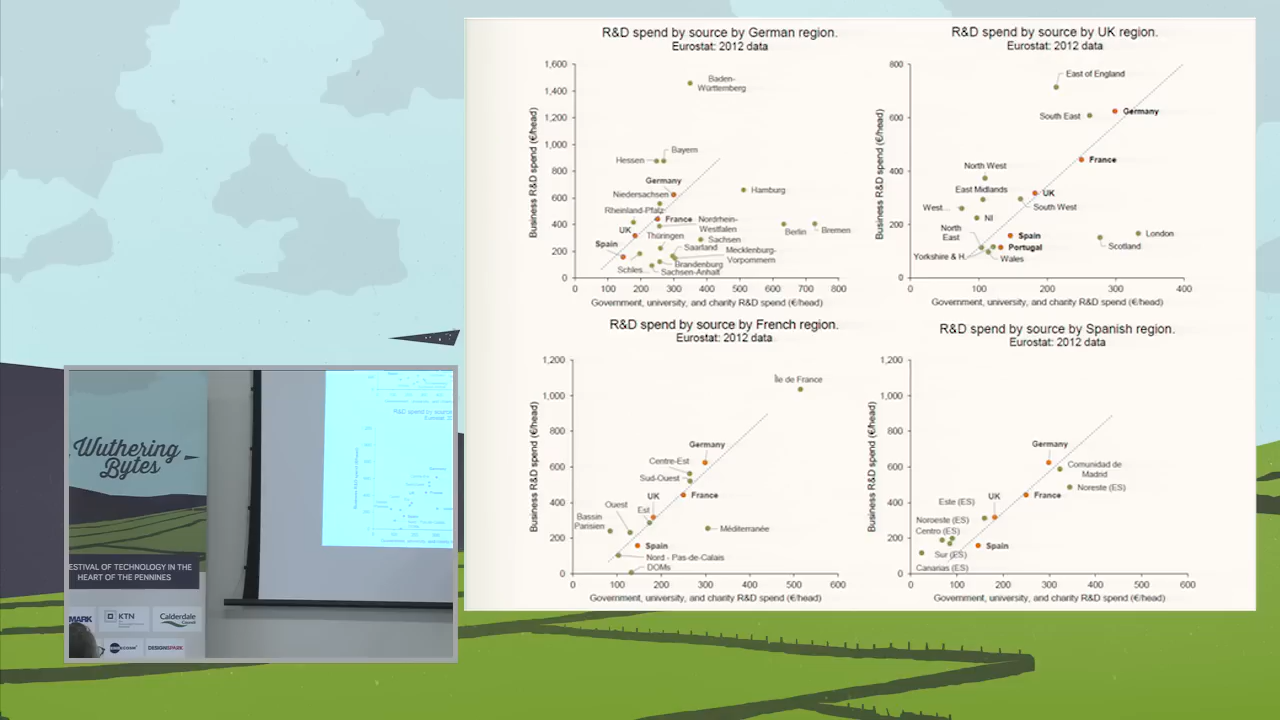 R&D spend by source by German region.
Eurostat: 2012 data
1,600
1,400
1,200
1,000
800
600
400
200
0
Business R&D spend (€/head)
Baden-
Württemberg
Hessen
Bayern
Germany
Niedersachsen
Hamburg
Rheinland-Pfalz
France
Nordrhein-
Westfalen
UK
Berlin
Bremen
Thüringen
Sachsen
Spain
Saarland
Mecklenburg-
Vorpommern
Brandenburg
Schles...
Sachsen-Anhalt
0 100 200 300 400 500 600 700 800
Government, university, and charity R&D spend (€/head)
R&D spend by source by UK region.
Eurostat: 2012 data
800
600
400
200
0
Business R&D spend (€/head)
East of England
South East
Germany
France
North West
East Midlands
UK
West...
South West
NI
North
East
Spain
London
Portugal
Scotland
Yorkshire & H.
Wales
0 100 200 300 400
Government, university, and charity R&D spend (€/head)
R&D spend by source by French region.
Eurostat: 2012 data
1,200
1,000
800
600
400
200
0
Business R&D spend (€/head)
Île de France
Germany
Centre-Est
Sud-Ouest
UK
France
Ouest
Est
Bassin
Parisien
Méditerranée
Spain
Nord - Pas-de-Calais
DOMs
0 100 200 300 400 500 600
Government, university, and charity R&D spend (€/head)
R&D spend by source by Spanish region.
Eurostat: 2012 data
1,200
1,000
800
600
400
200
0
Business R&D spend (€/head)
Germany
Comunidad de
Madrid
Noreste (ES)
UK
France
Este (ES)
Noroeste (ES)
Centro (ES)
Spain
Sur (ES)
Canarias (ES)
0 100 200 300 400 500 600
Government, university, and charity R&D spend (€/head)
Wuthering
Bytes
ESTIVAL OF TECHNOLOGY IN THE
HEART OF THE PENNINES
MARK
KTN
Calderdale
Council
DESIGNSPARK
R&D spend by source